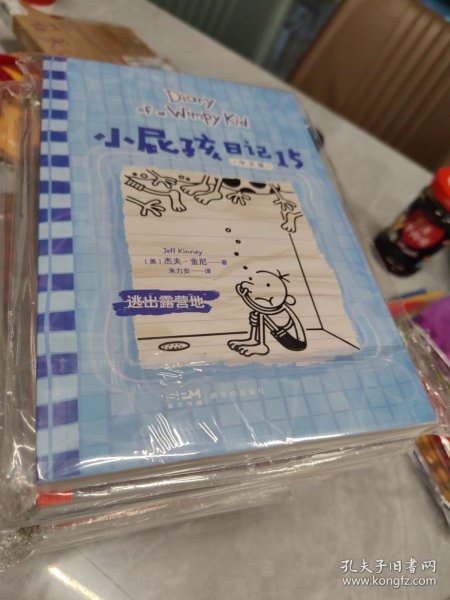 Diary
of a Wimpy Kid
小屁孩日记15
Jeff Kinney
〔美〕杰夫·金尼——著
朱力安——译
逃出露营地
孔夫子旧书网
www.kongfz.com